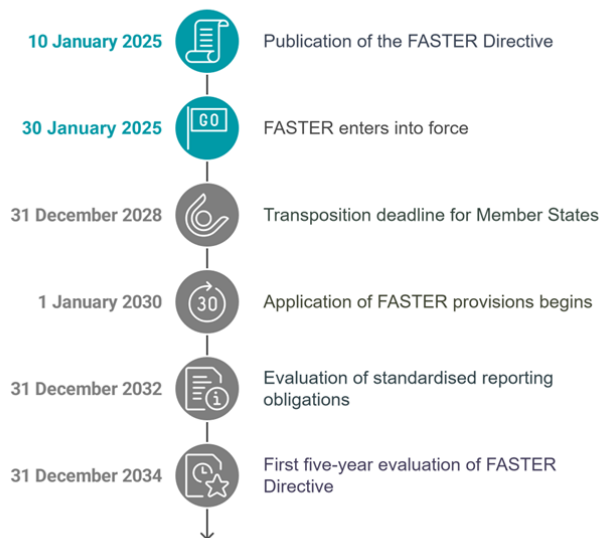 10 January 2025
Publication of the FASTER Directive
30 January 2025
GO
FASTER enters into force
31 December 2028
Transposition deadline for Member States
1 January 2030
30
Application of FASTER provisions begins
31 December 2032
i
Evaluation of standardised reporting
obligations
31 December 2034
First five-year evaluation of FASTER
Directive